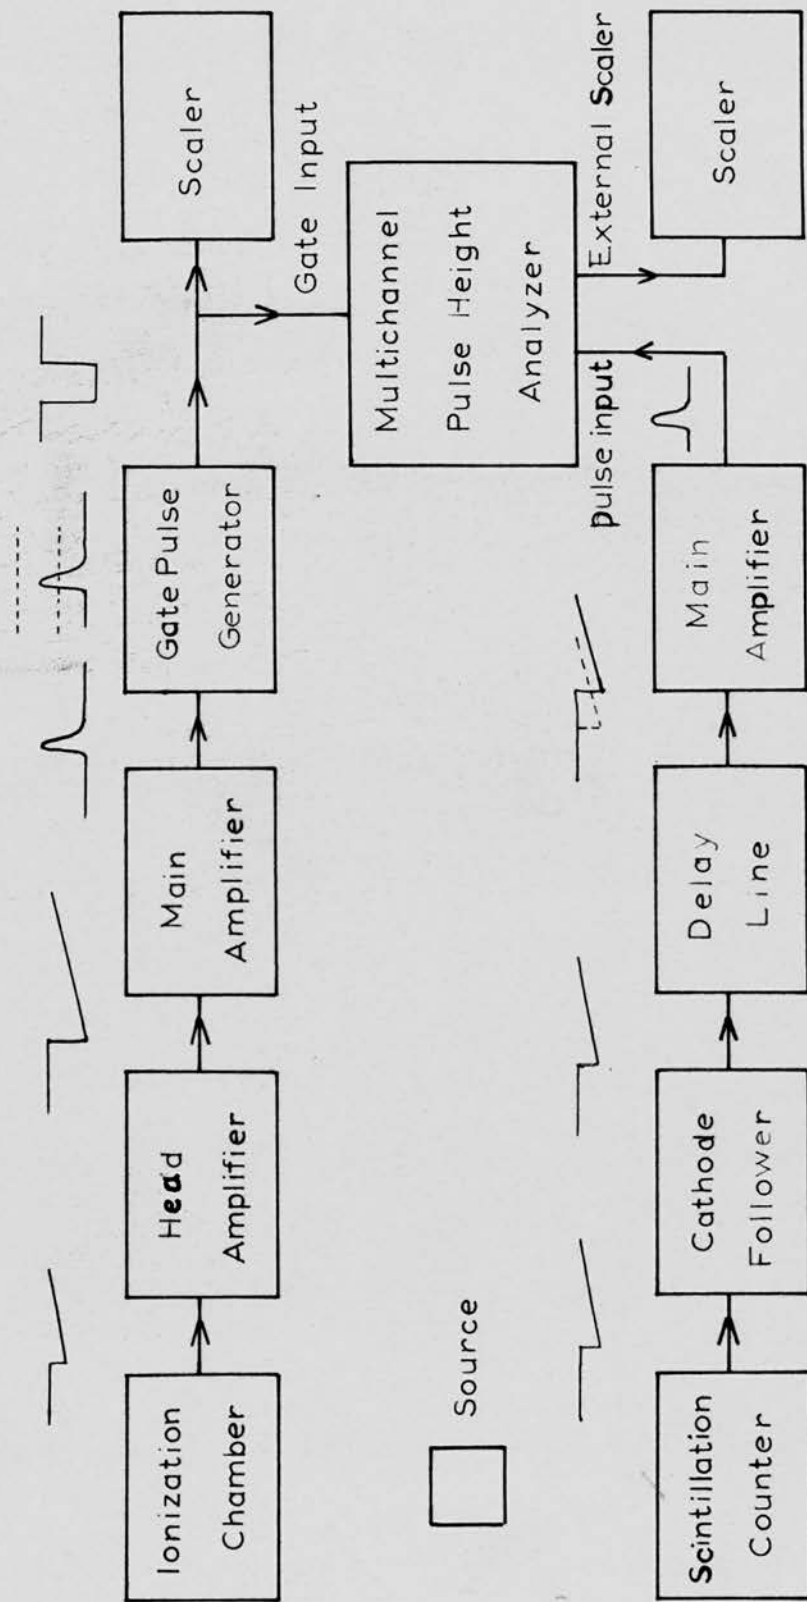 Ionization
Chamber
Head
Amplifier
Main
Amplifier
Gate Pulse
Generator
Scaler
Gate Input
Multichannel
Pulse Height
Analyzer
pulse input
External Scaler
Source
Scintillation
Counter
Cathode
Follower
Delay
Line
Main
Amplifier
Scaler